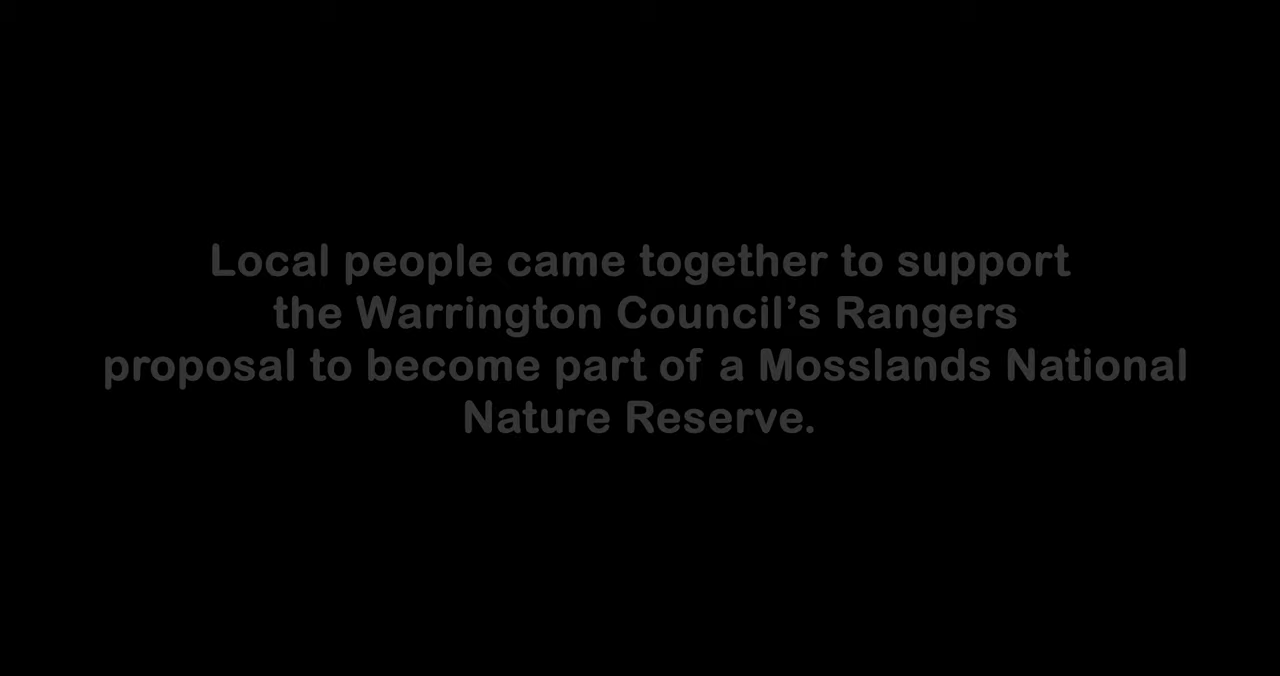 Local people came together to support
the Warrington Council’s Rangers
proposal to become part of a Mosslands National
Nature Reserve.